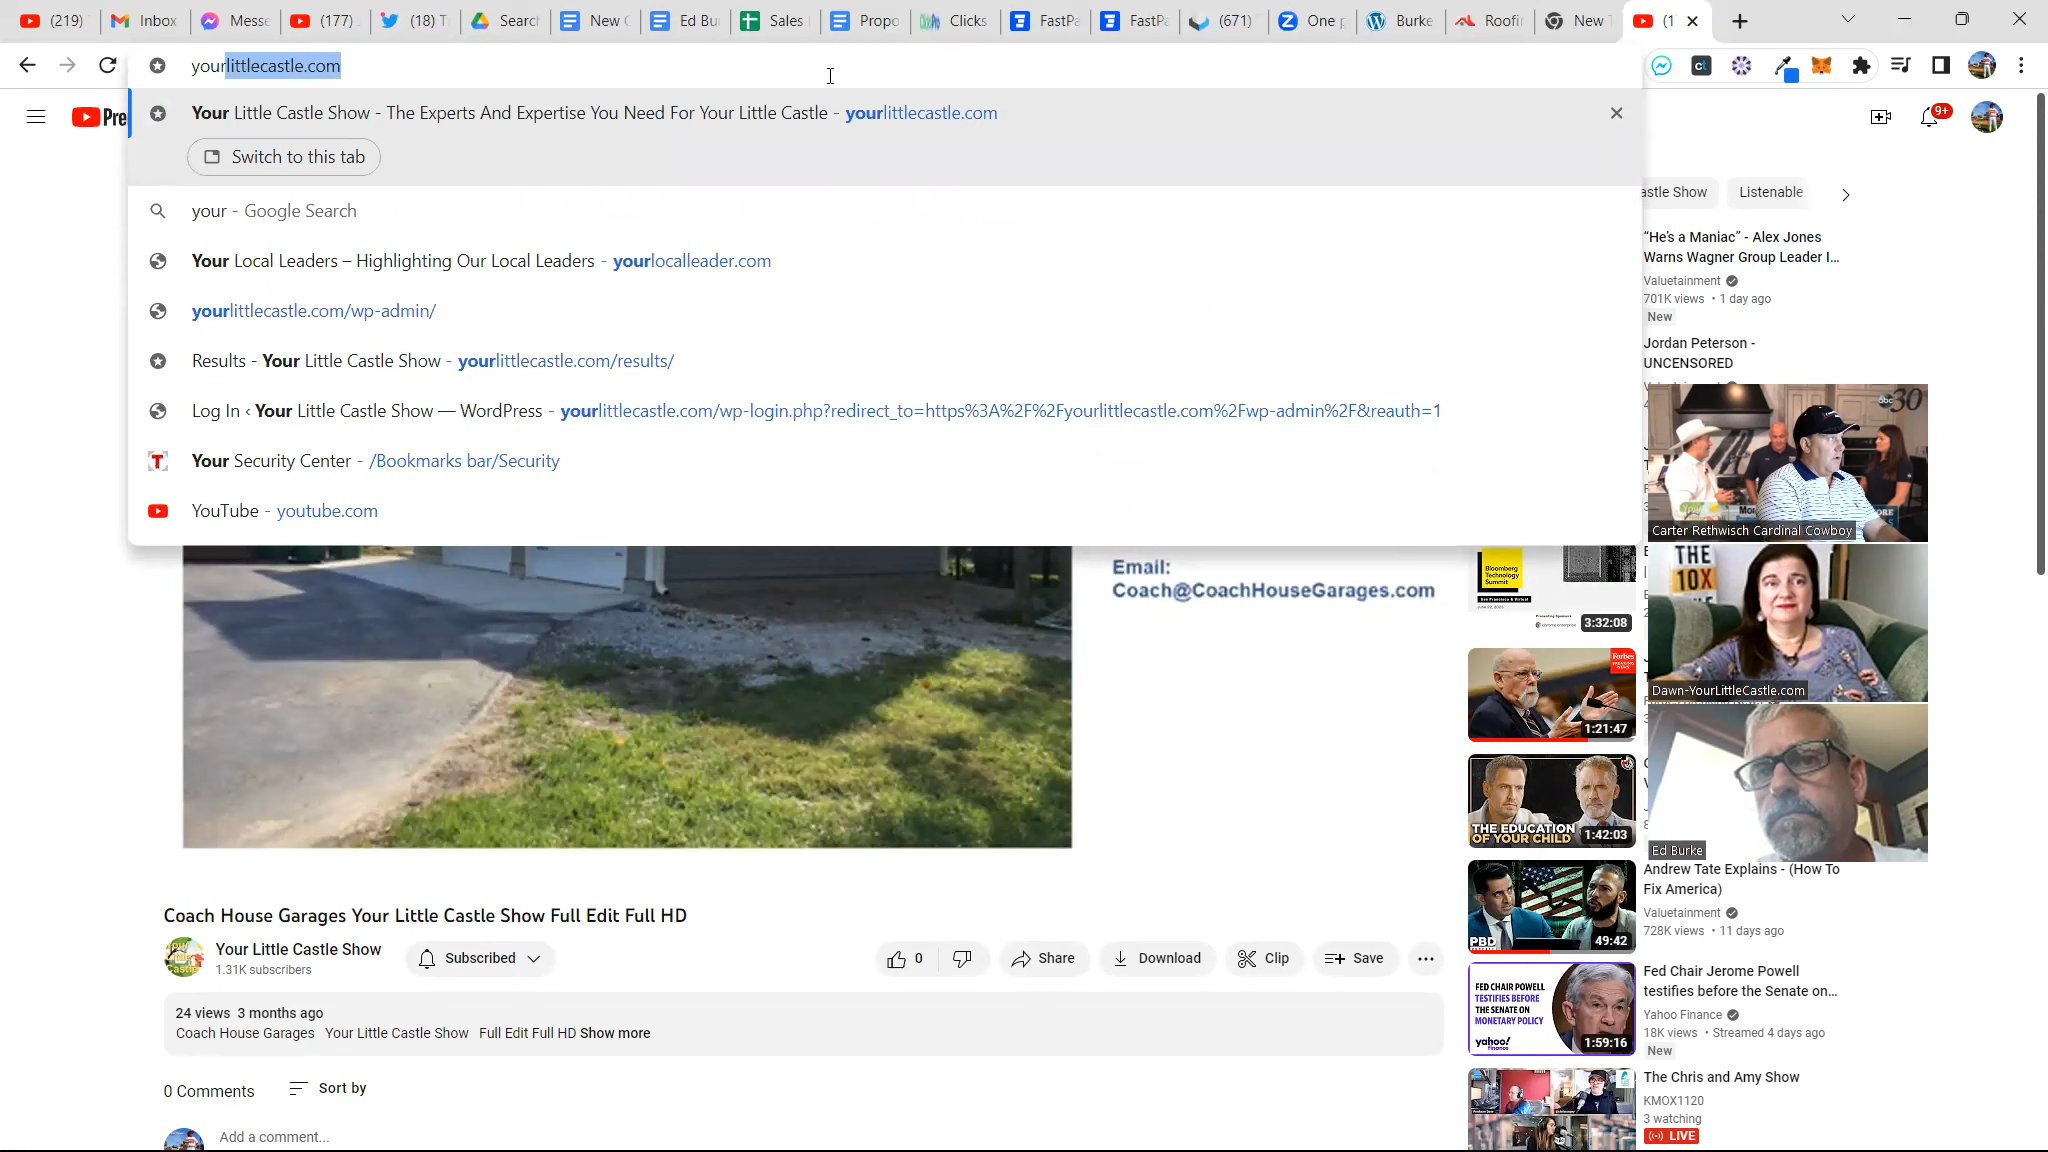 (219)
Inbox
Messe
(177)
(18) T
Search
New
Ed Bu
Sales
Propo
Clicks
FastPa
FastPa
(671)
One p
Burke
Roofi
New T
(1
yourlittlecastle.com
Your Little Castle Show - The Experts And Expertise You Need For Your Little Castle - yourlittlecastle.com
Switch to this tab
your - Google Search
Your Local Leaders – Highlighting Our Local Leaders - yourlocalleader.com
yourlittlecastle.com/wp-admin/
Results - Your Little Castle Show - yourlittlecastle.com/results/
Log In ‹ Your Little Castle Show — WordPress - yourlittlecastle.com/wp-login.php?redirect_to=https%3A%2F%2Fyourlittlecastle.com%2Fwp-admin%2F&reauth=1
Your Security Center - /Bookmarks bar/Security
YouTube - youtube.com
Pre
9+
astle Show
Listenable
“He’s a Maniac” - Alex Jones
Warns Wagner Group Leader I...
Valuetainment
701K views • 1 day ago
New
Jordan Peterson -
UNCENSORED
abc30
Carter Rethwisch Cardinal Cowboy
THE
10X
Dawn-YourLittleCastle.com
Ed Burke
Email:
Coach@CoachHouseGarages.com
Bloomberg
Technology
Summit
3:32:08
Forbes
1:21:47
THE EDUCATION
OF YOUR CHILD
1:42:03
PBD
49:42
Andrew Tate Explains - (How To
Fix America)
Valuetainment
728K views • 11 days ago
FED CHAIR POWELL
TESTIFIES BEFORE
THE SENATE ON
MONETARY POLICY
yahoo!
finance
1:59:16
Fed Chair Jerome Powell
testifies before the Senate on...
Yahoo Finance
18K views • Streamed 4 days ago
New
The Chris and Amy Show
KMOX1120
3 watching
LIVE
Coach House Garages Your Little Castle Show Full Edit Full HD
Your Little Castle Show
1.31K subscribers
Subscribed
0
Share
Download
Clip
Save
24 views 3 months ago
Coach House Garages Your Little Castle Show Full Edit Full HD Show more
0 Comments
Sort by
Add a comment...